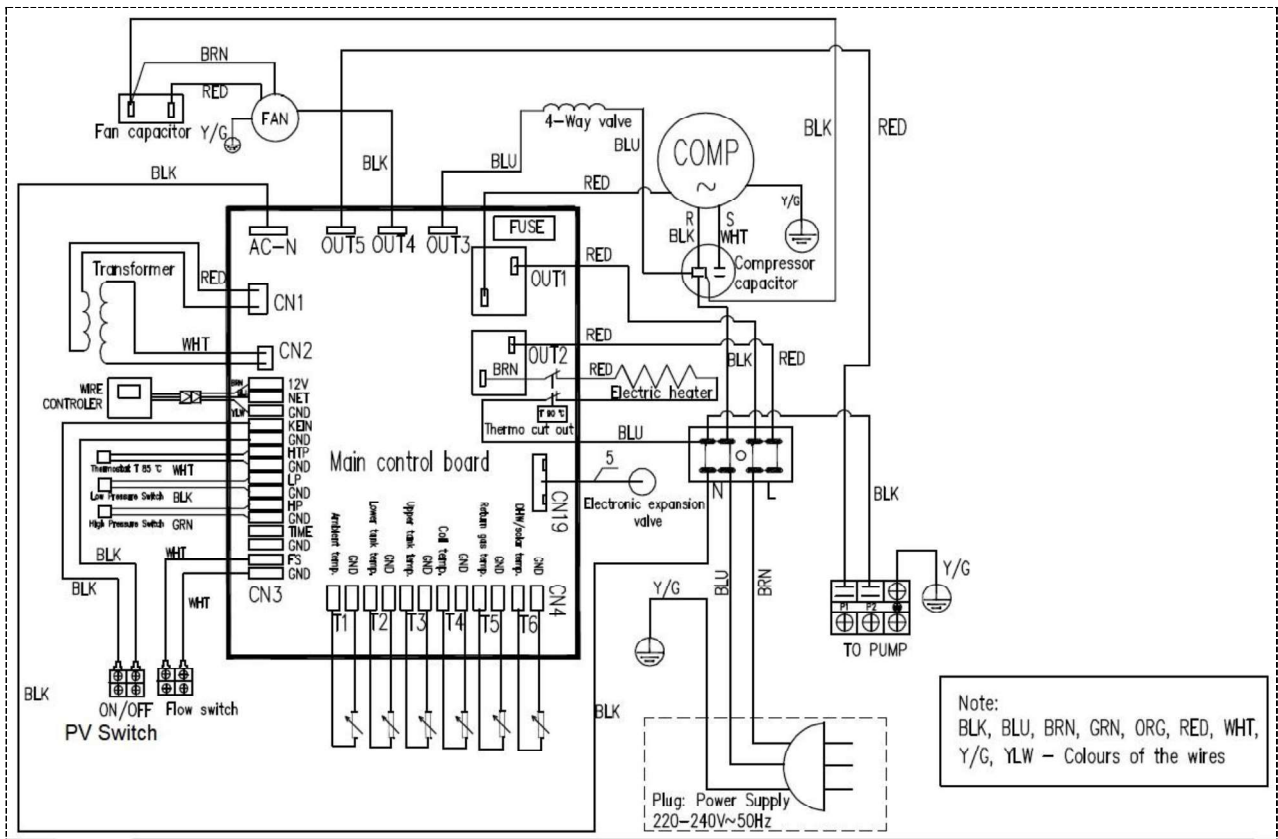 BRN
RED
Fan capacitor
Y/G
FAN
BLK
BLK
BLU
4-Way valve
BLU
RED
COMP
~
Y/G
R
S
BLK
WHT
Compressor
capacitor
BLK
RED
AC-N
OUT5
OUT4
OUT3
FUSE
OUT1
RED
Transformer
RED
CN1
WHT
CN2
OUT2
RED
BRN
RED
Electric heater
T 90 ℃
Thermo cut out
BLU
BLK
RED
WIRE
CONTROLER
BRN
YLW
12V
NET
GND
KEIN
GND
HTP
GND
LP
GND
HP
GND
TIME
GND
FS
GND
CN3
Thermostat T 85 ℃
WHT
Low Pressure Switch
BLK
High Pressure Switch
GRN
BLK
WHT
BLK
WHT
ON/OFF
PV Switch
Flow switch
Main control board
CN19
5
Electronic expansion
valve
N
L
BLK
Ambient temp.
GND
Lower tank temp.
GND
Upper tank temp.
GND
Coil temp.
GND
Return gas temp.
GND
DHW/solar temp.
GND
CN4
T1
T2
T3
T4
T5
T6
BLU
BRN
Y/G
Y/G
P1
P2
TO PUMP
BLK
BLK
Plug: Power Supply
220-240V~50Hz
Note:
BLK, BLU, BRN, GRN, ORG, RED, WHT,
Y/G, YLW – Colours of the wires